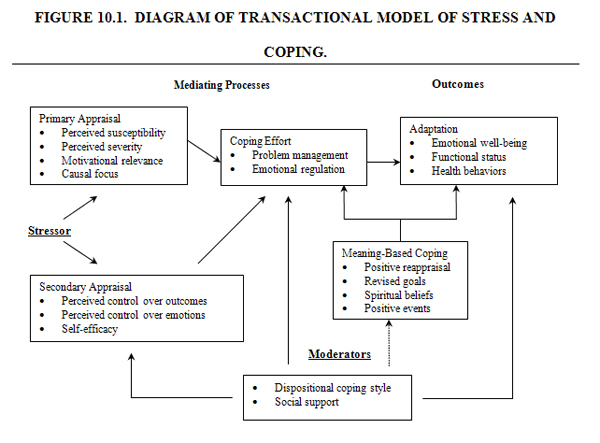 FIGURE 10.1. DIAGRAM OF TRANSACTIONAL MODEL OF STRESS AND
COPING.
Mediating Processes
Outcomes
Primary Appraisal
• Perceived susceptibility
• Perceived severity
• Motivational relevance
• Causal focus
Coping Effort
• Problem management
• Emotional regulation
Adaptation
• Emotional well-being
• Functional status
• Health behaviors
Stressor
Secondary Appraisal
• Perceived control over outcomes
• Perceived control over emotions
• Self-efficacy
Meaning-Based Coping
• Positive reappraisal
• Revised goals
• Spiritual beliefs
• Positive events
Moderators
• Dispositional coping style
• Social support